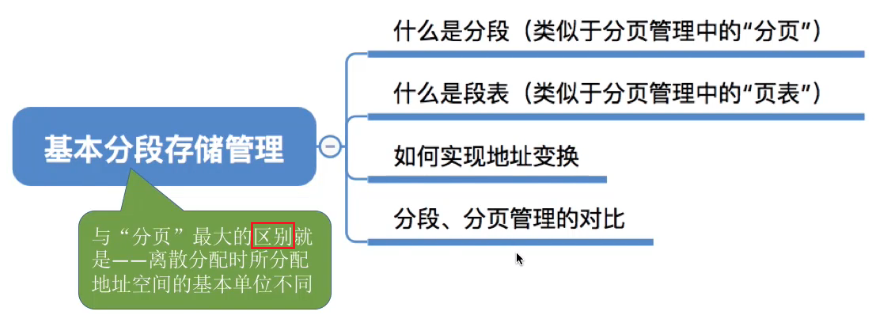 什么是分段（类似于分页管理中的“分页”）
什么是段表（类似于分页管理中的“页表”）
基本分段存储管理
如何实现地址变换
分段、分页管理的对比
与“分页”最大的区别就
是——离散分配时所分配
地址空间的基本单位不同